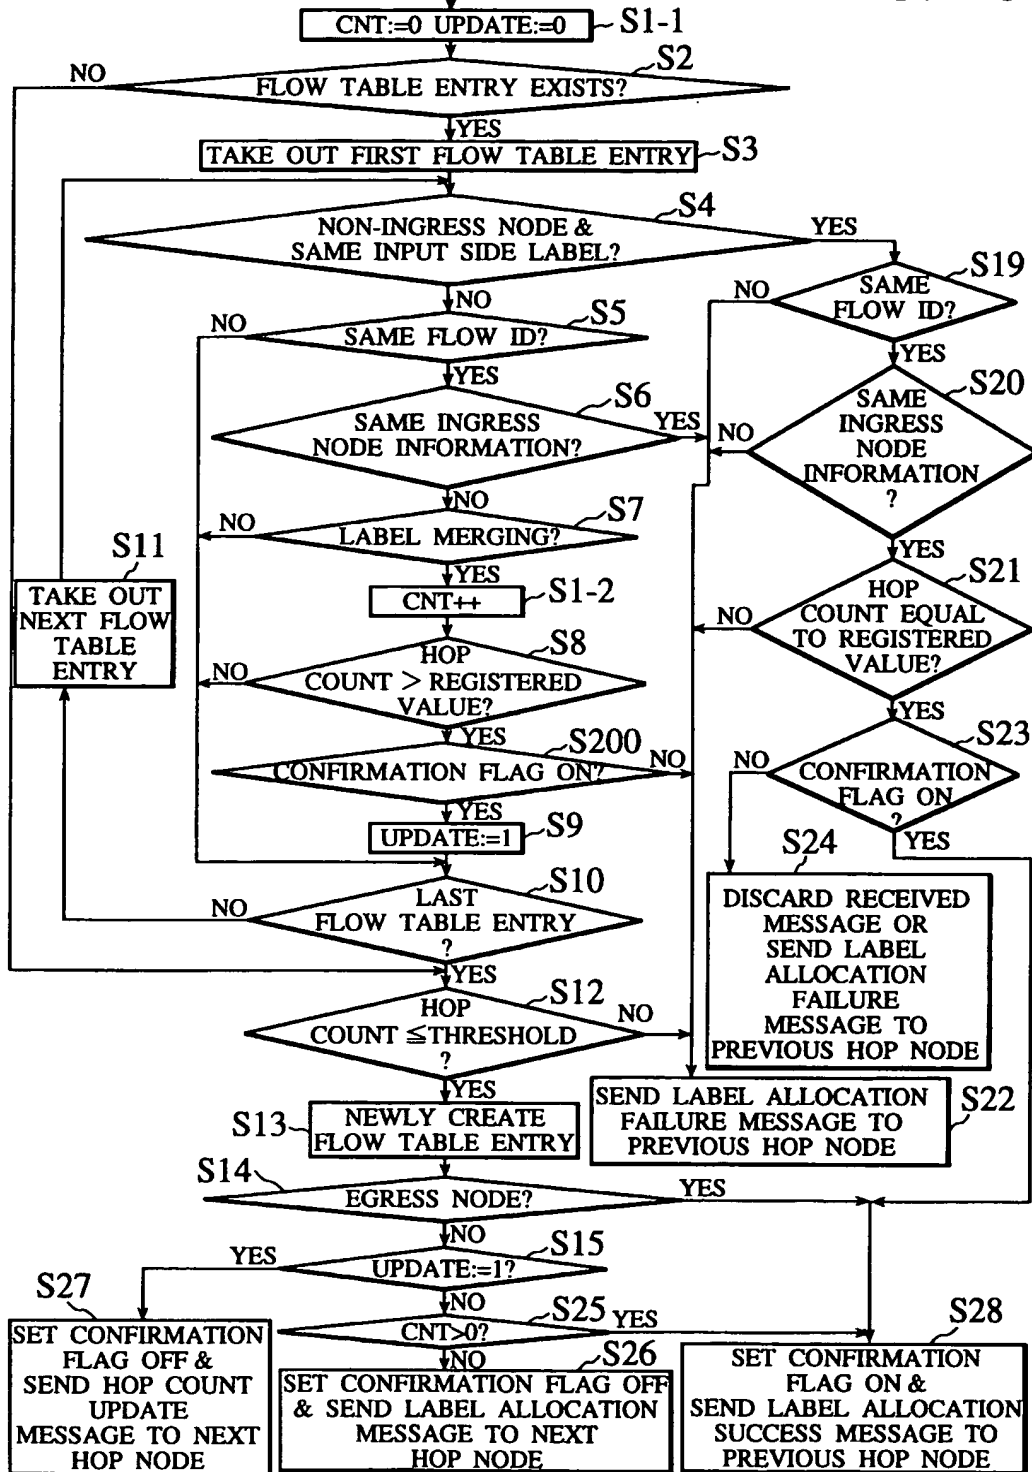 CNT:=0 UPDATE:=0
S1-1
S2
NO
FLOW TABLE ENTRY EXISTS?
YES
TAKE OUT FIRST FLOW TABLE ENTRY
S3
S4
NON-INGRESS NODE &
SAME INPUT SIDE LABEL?
YES
NO
S19
SAME
FLOW ID?
NO
YES
S5
NO
SAME FLOW ID?
YES
S6
SAME INGRESS
NODE INFORMATION?
YES
NO
S20
SAME
INGRESS
NODE
INFORMATION
?
NO
YES
S7
NO
LABEL MERGING?
YES
S11
TAKE OUT
NEXT FLOW
TABLE
ENTRY
CNT++
S1-2
S21
HOP
COUNT EQUAL
TO REGISTERED
VALUE?
NO
YES
S8
HOP
COUNT > REGISTERED
VALUE?
NO
YES
S200
CONFIRMATION FLAG ON?
NO
YES
S23
NO
CONFIRMATION
FLAG ON
?
YES
UPDATE:=1
S9
S10
LAST
FLOW TABLE ENTRY
?
NO
YES
S24
DISCARD RECEIVED
MESSAGE OR
SEND LABEL
ALLOCATION
FAILURE
MESSAGE TO
PREVIOUS HOP NODE
S12
HOP
COUNT ≦THRESHOLD
?
NO
YES
SEND LABEL ALLOCATION
FAILURE MESSAGE TO
PREVIOUS HOP NODE
S22
S13
NEWLY CREATE
FLOW TABLE ENTRY
S14
EGRESS NODE?
YES
NO
S15
YES
UPDATE:=1?
NO
S25
CNT>0?
YES
NO
S27
SET CONFIRMATION
FLAG OFF &
SEND HOP COUNT
UPDATE
MESSAGE TO NEXT
HOP NODE
S26
SET CONFIRMATION FLAG OFF
& SEND LABEL ALLOCATION
MESSAGE TO NEXT
HOP NODE
S28
SET CONFIRMATION
FLAG ON &
SEND LABEL ALLOCATION
SUCCESS MESSAGE TO
PREVIOUS HOP NODE